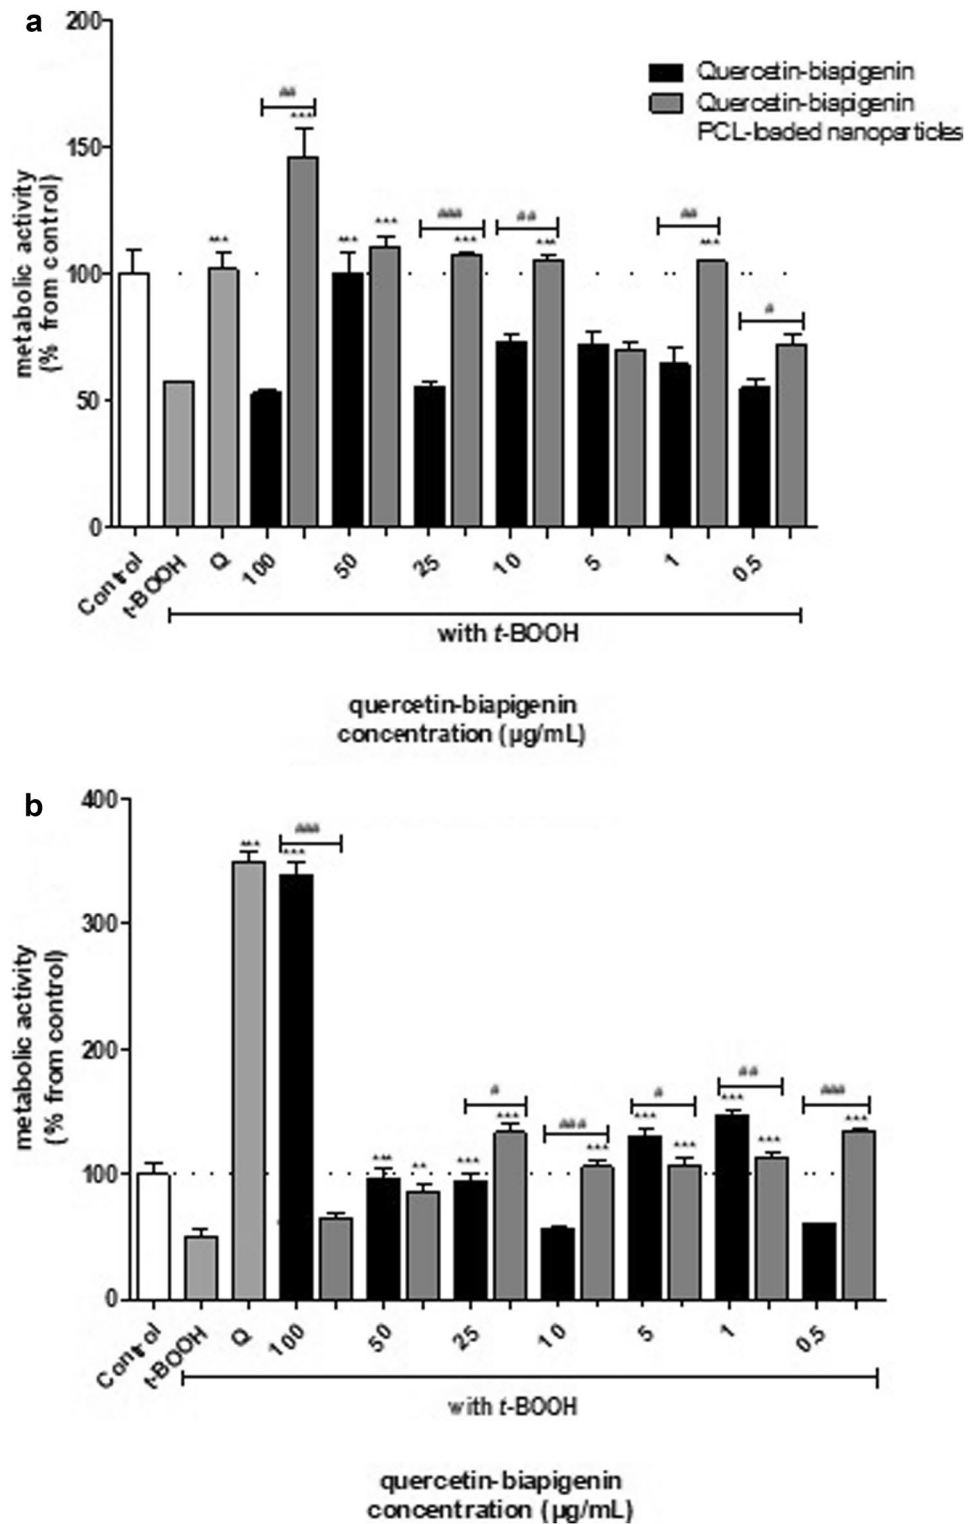 a
200
150
100
50
0
metabolic activity
(% from control)
Quercetin-biapigenin
Quercetin-biapigenin
PCL-loaded nanoparticles
##
***
***
***
***
###
***
##
***
##
***
#
Control
t-BOOH
Q
100
50
25
10
5
1
0.5
with t-BOOH
quercetin-biapigenin
concentration (µg/mL)
b
400
300
200
100
0
metabolic activity
(% from control)
***
###
***
***
**
***
#
***
###
***
#
***
***
##
***
***
###
***
Control
t-BOOH
Q
100
50
25
10
5
1
0.5
with t-BOOH
quercetin-biapigenin
concentration (µg/mL)